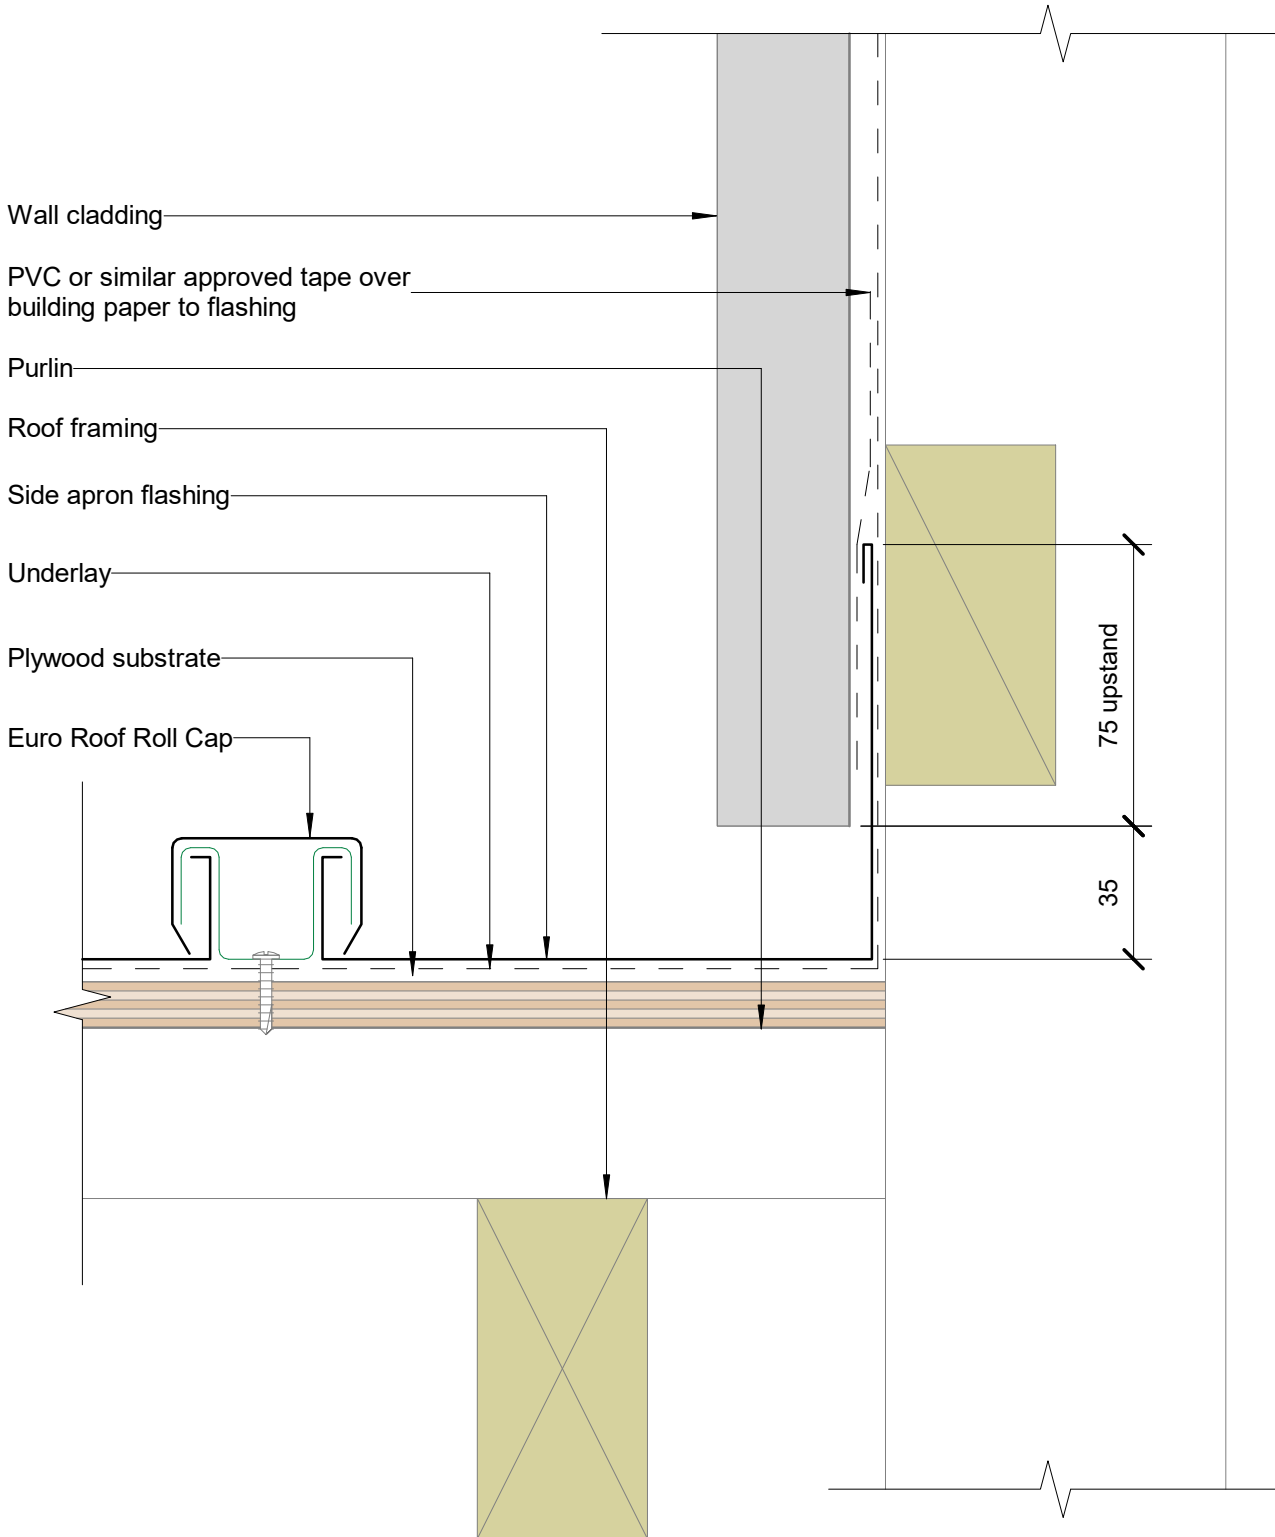 Wall cladding
PVC or similar approved tape over
building paper to flashing
Purlin
Roof framing
Side apron flashing
Underlay
Plywood substrate
Euro Roof Roll Cap
75 upstand
35